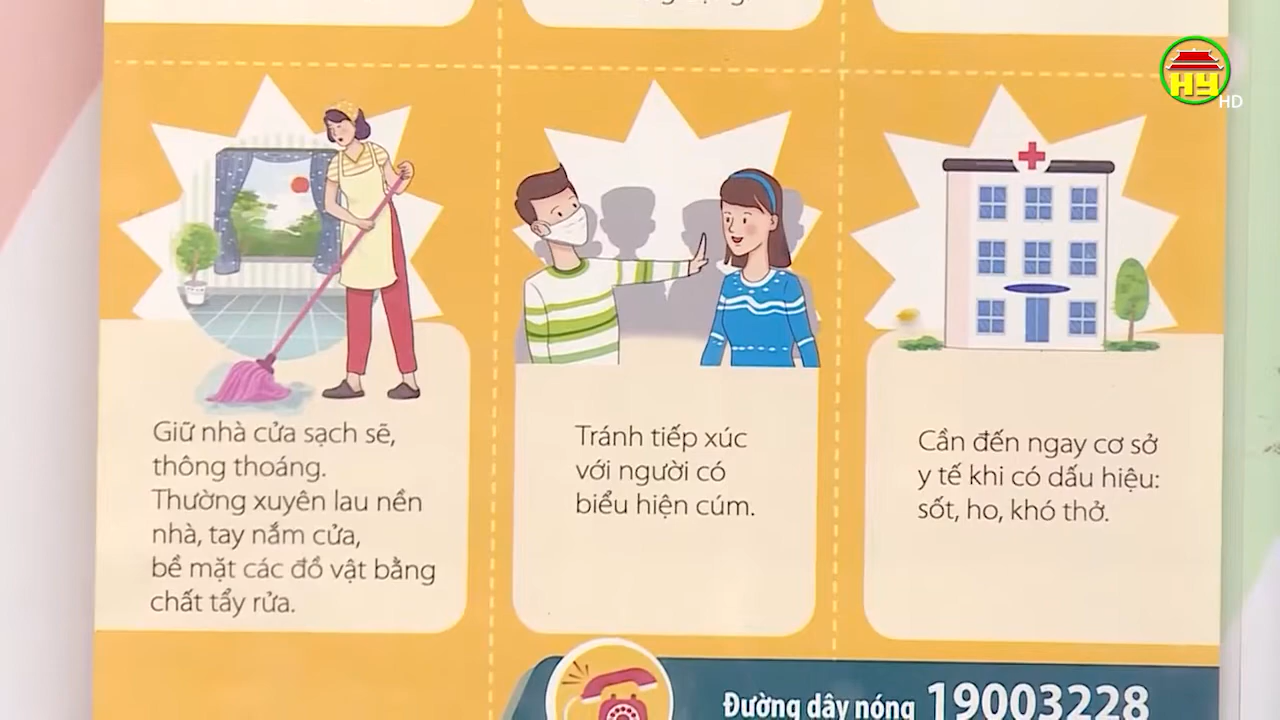 HY
HD
Giữ nhà cửa sạch sẽ,
thông thoáng.
Thường xuyên lau nền
nhà, tay nắm cửa,
bề mặt các đồ vật bằng
chất tẩy rửa.
Tránh tiếp xúc
với người có
biểu hiện cúm.
Cần đến ngay cơ sở
y tế khi có dấu hiệu:
sốt, ho, khó thở.
Đường dây nóng 19003228